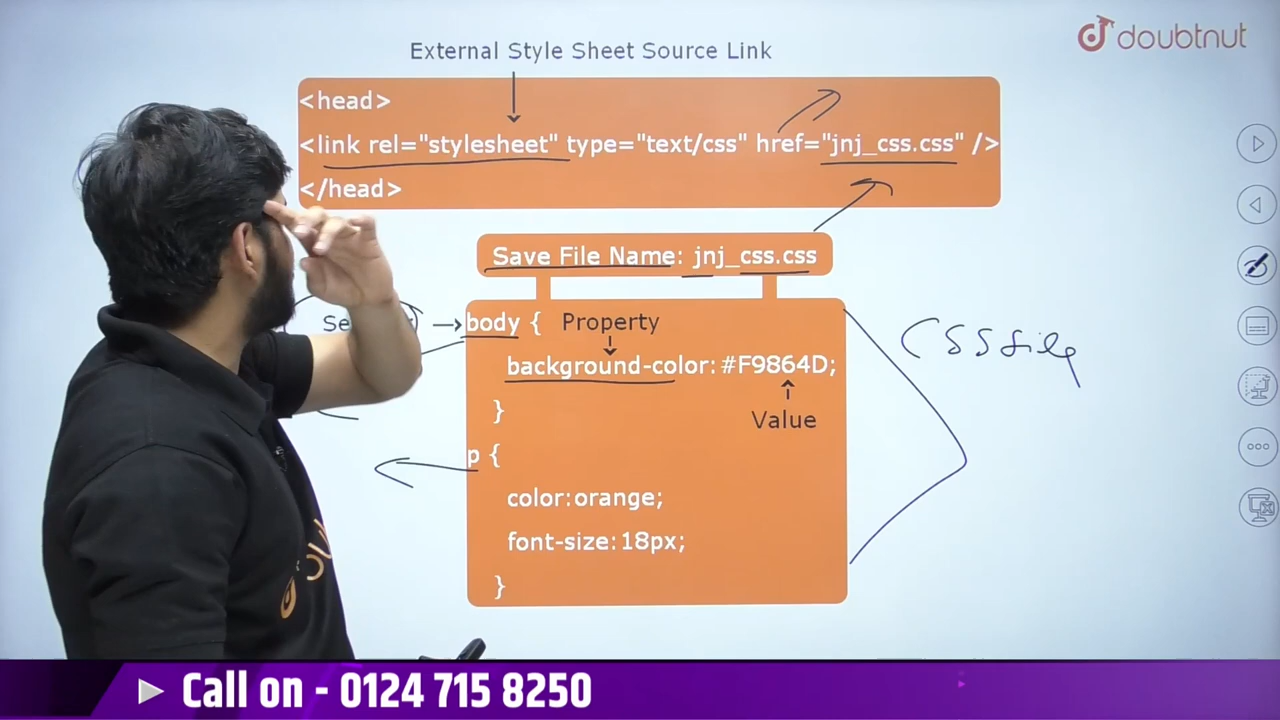 External Style Sheet Source Link
doubtnut
<head>
<link rel="stylesheet" type="text/css" href="jnj_css.css" />
</head>
Save File Name: jnj_css.css
body { Property
background-color: #F9864D;
} Value
p {
color:orange;
font-size:18px;
}
CSS file
Call on - 0124 715 8250